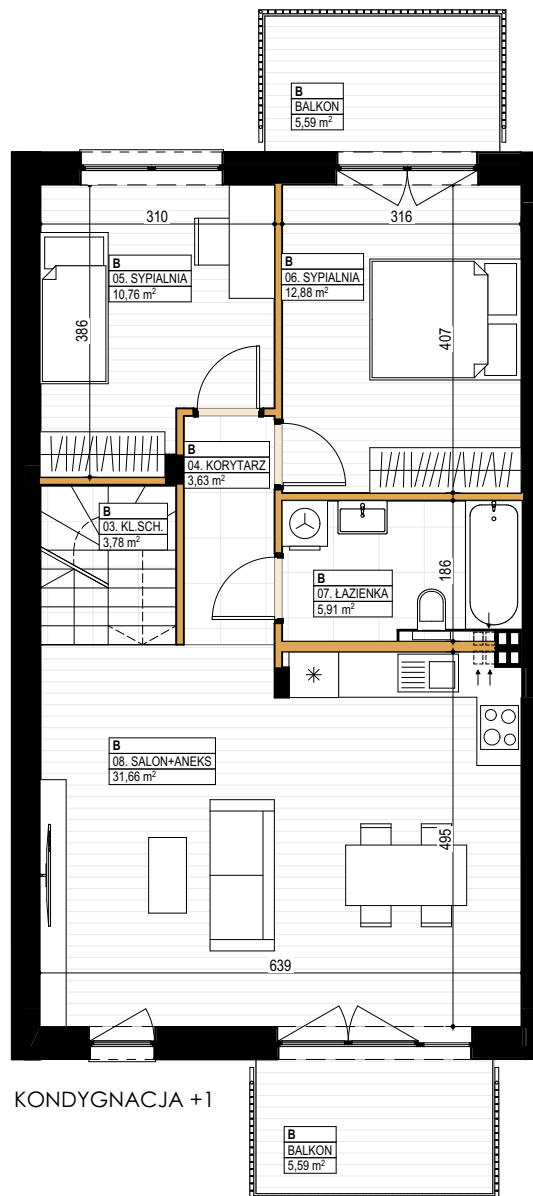 B
BALKON
5,59 m²
310
316
B
05. SYPIALNIA
10,76 m²
B
06. SYPIALNIA
12,88 m²
386
407
B
04. KORYTARZ
3,63 m²
B
03. KL.SCH.
3,78 m²
186
B
07. ŁAZIENKA
5,91 m²
B
08. SALON+ANEKS
31,66 m²
495
639
KONDYGNACJA +1
B
BALKON
5,59 m²